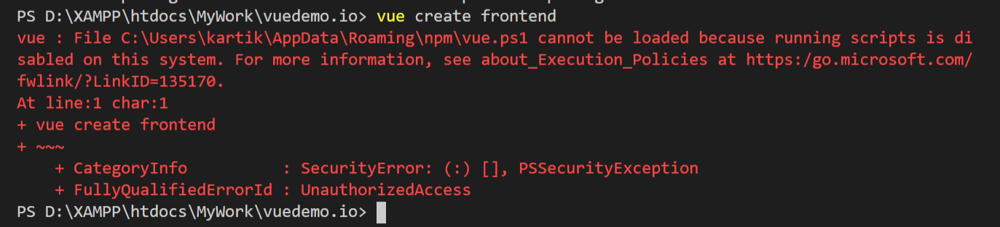 PS D:\XAMPP\htdocs\MyWork\vuedemo.io> vue create frontend
vue : File C:\Users\kartik\AppData\Roaming\npm\vue.ps1 cannot be loaded because running scripts is di
sabled on this system. For more information, see about_Execution_Policies at https:/go.microsoft.com/
fwlink/?LinkID=135170.
At line:1 char:1
+ vue create frontend
+ ~~~
    + CategoryInfo          : SecurityError: (:) [], PSSecurityException
    + FullyQualifiedErrorId : UnauthorizedAccess
PS D:\XAMPP\htdocs\MyWork\vuedemo.io>